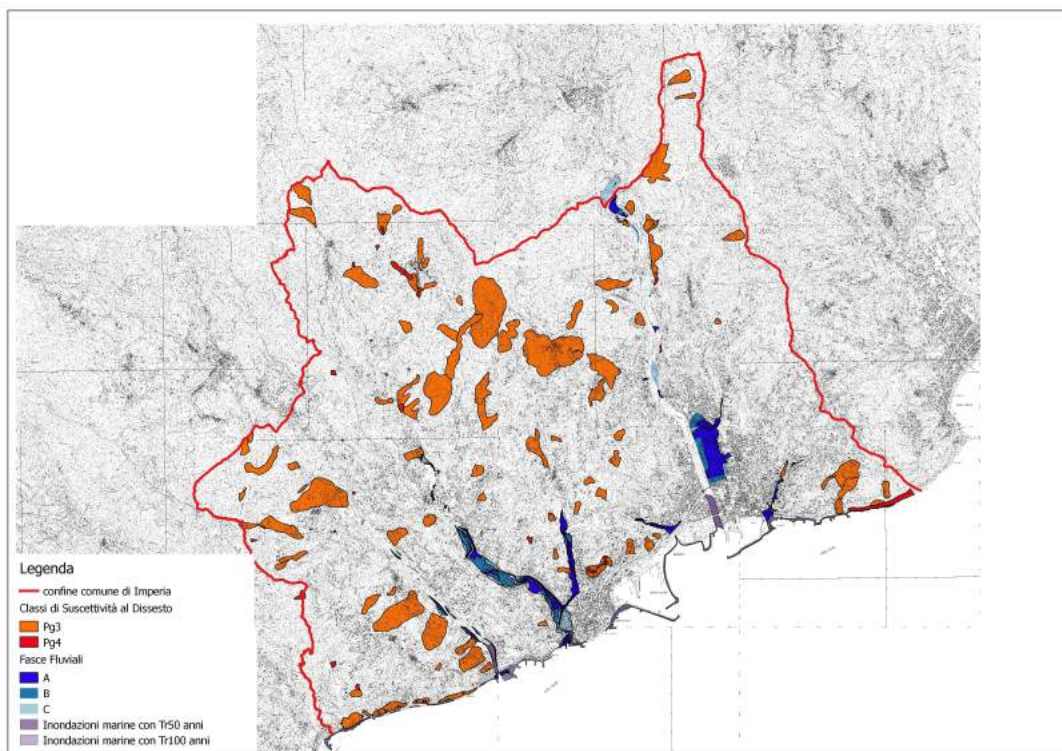 Legenda
confine comune di Imperia
Classi di Suscettività al Dissesto
Pg3
Pg4
Fasce Fluviali
A
B
C
Inondazioni marine con Tr50 anni
Inondazioni marine con Tr100 anni